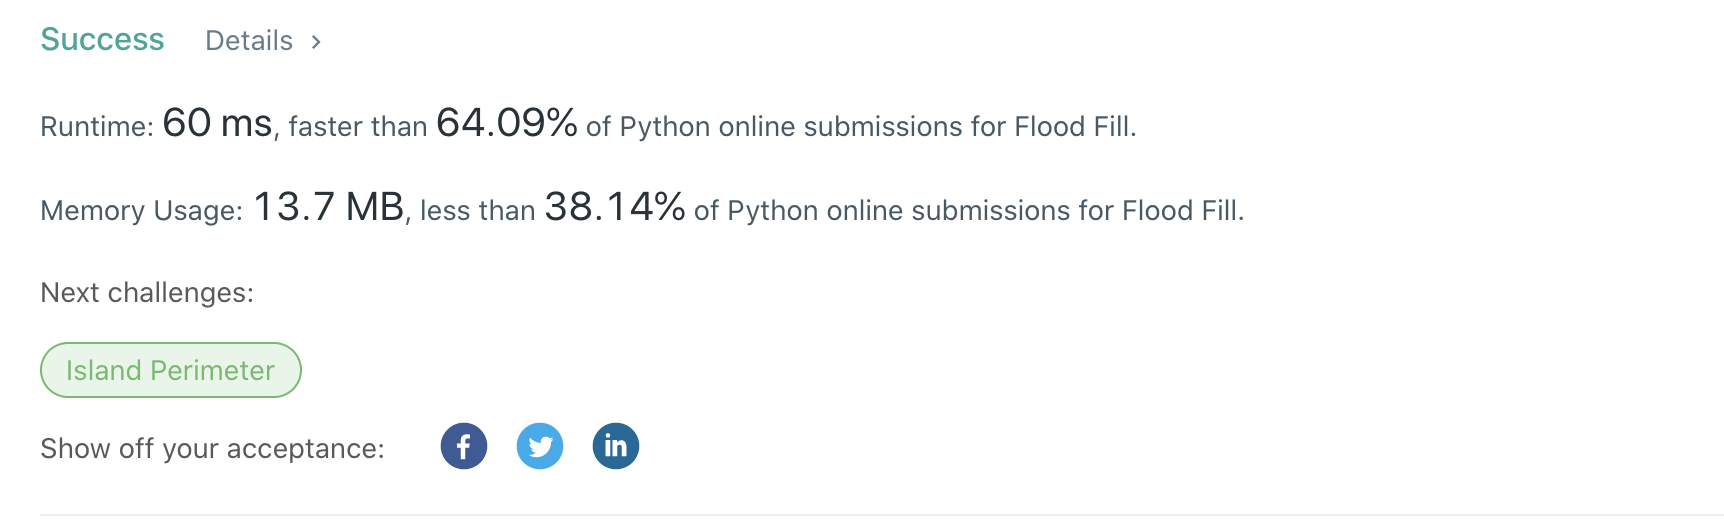 Success Details >
Runtime: 60 ms, faster than 64.09% of Python online submissions for Flood Fill.
Memory Usage: 13.7 MB, less than 38.14% of Python online submissions for Flood Fill.
Next challenges:
Island Perimeter
Show off your acceptance: f in